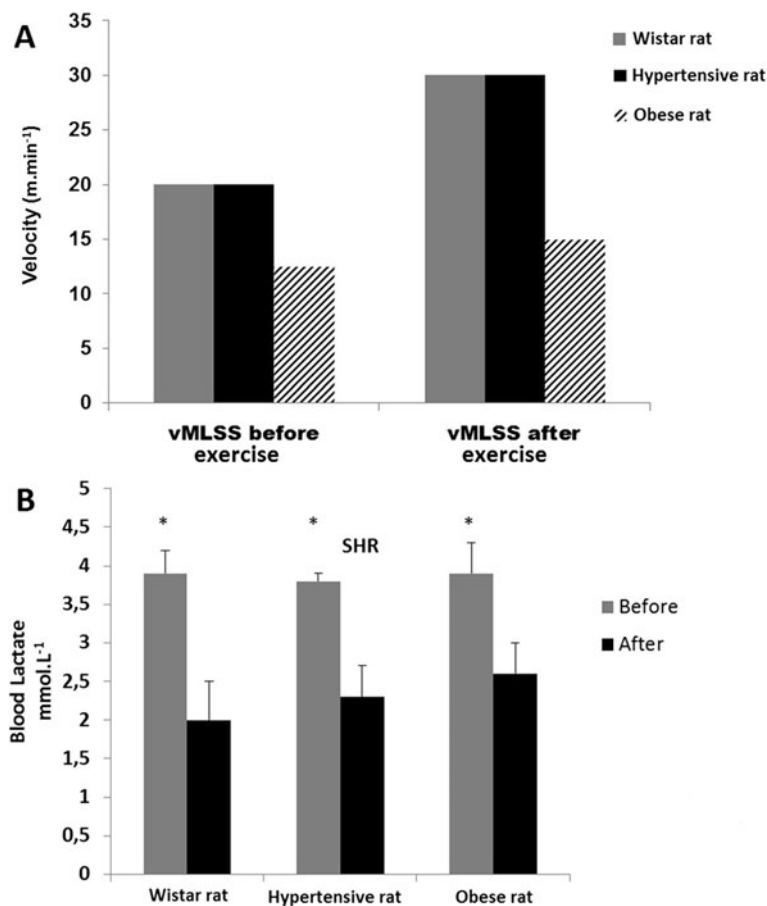 A
35
30
25
20
15
10
5
0
Velocity (m.min⁻¹)
Wistar rat
Hypertensive rat
Obese rat
vMLSS before
exercise
vMLSS after
exercise
B
5
4,5
4
3,5
3
2,5
2
1,5
1
0,5
0
Blood Lactate
mmol.L⁻¹
*
*
*
SHR
Before
After
Wistar rat
Hypertensive rat
Obese rat